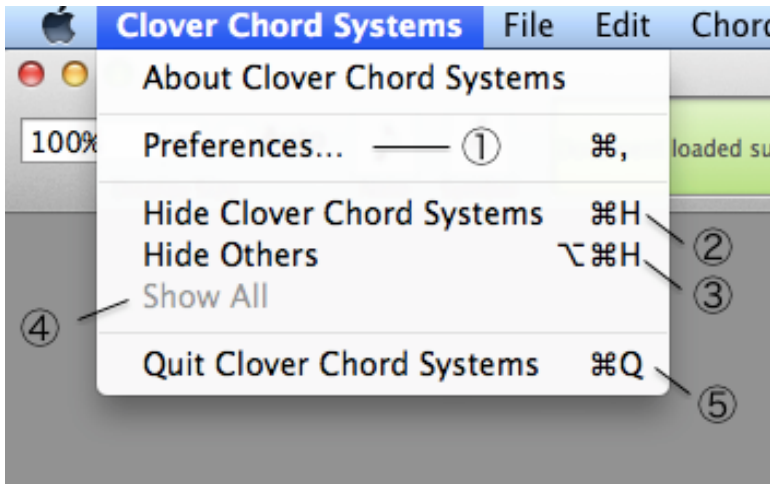 Clover Chord Systems File Edit Chord
About Clover Chord Systems
100%
Preferences... ① ⌘, loaded su
Hide Clover Chord Systems ⌘H ②
Hide Others ⌥⌘H ③
④ Show All
Quit Clover Chord Systems ⌘Q ⑤